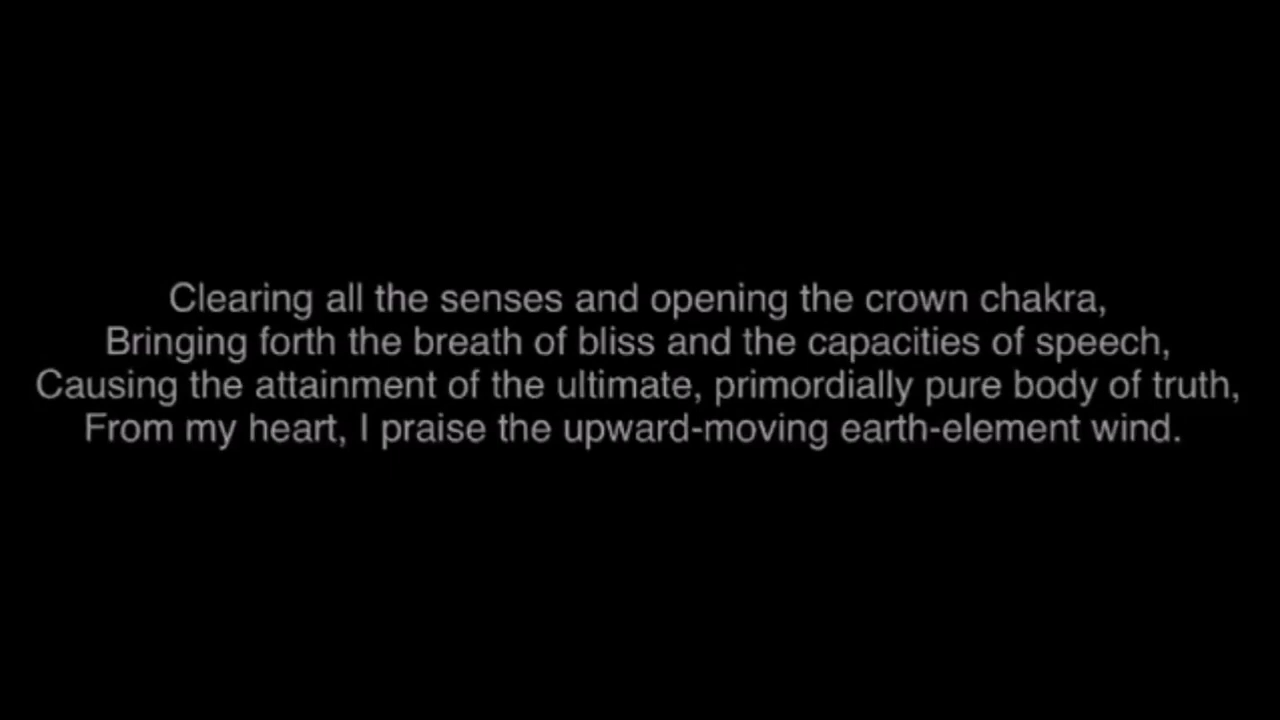 Clearing all the senses and opening the crown chakra,
Bringing forth the breath of bliss and the capacities of speech,
Causing the attainment of the ultimate, primordially pure body of truth,
From my heart, I praise the upward-moving earth-element wind.